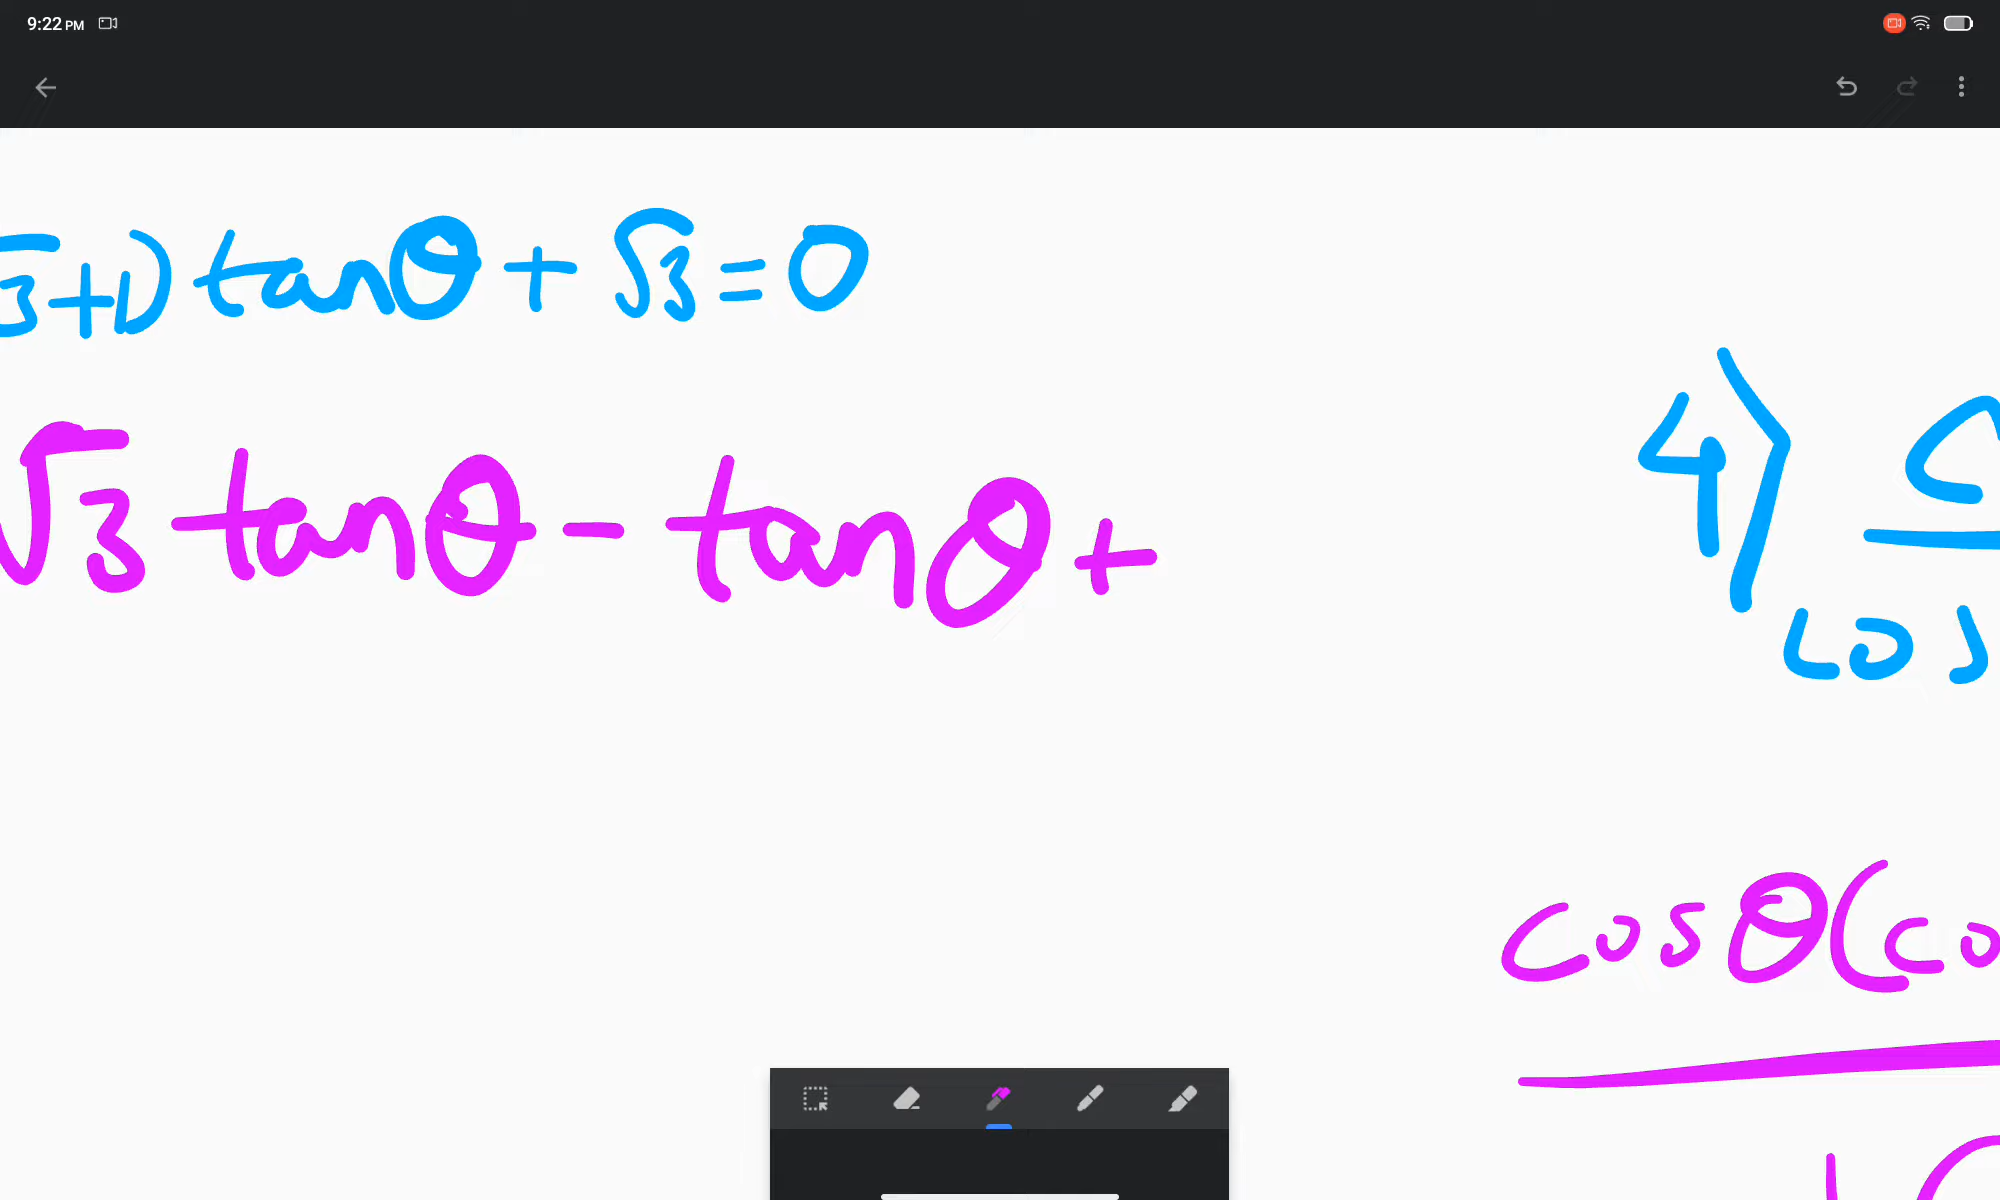 9:22 PM
√3+1) tanθ + √3 = 0
√3 tanθ - tanθ +
4)
cos
cosθ(co